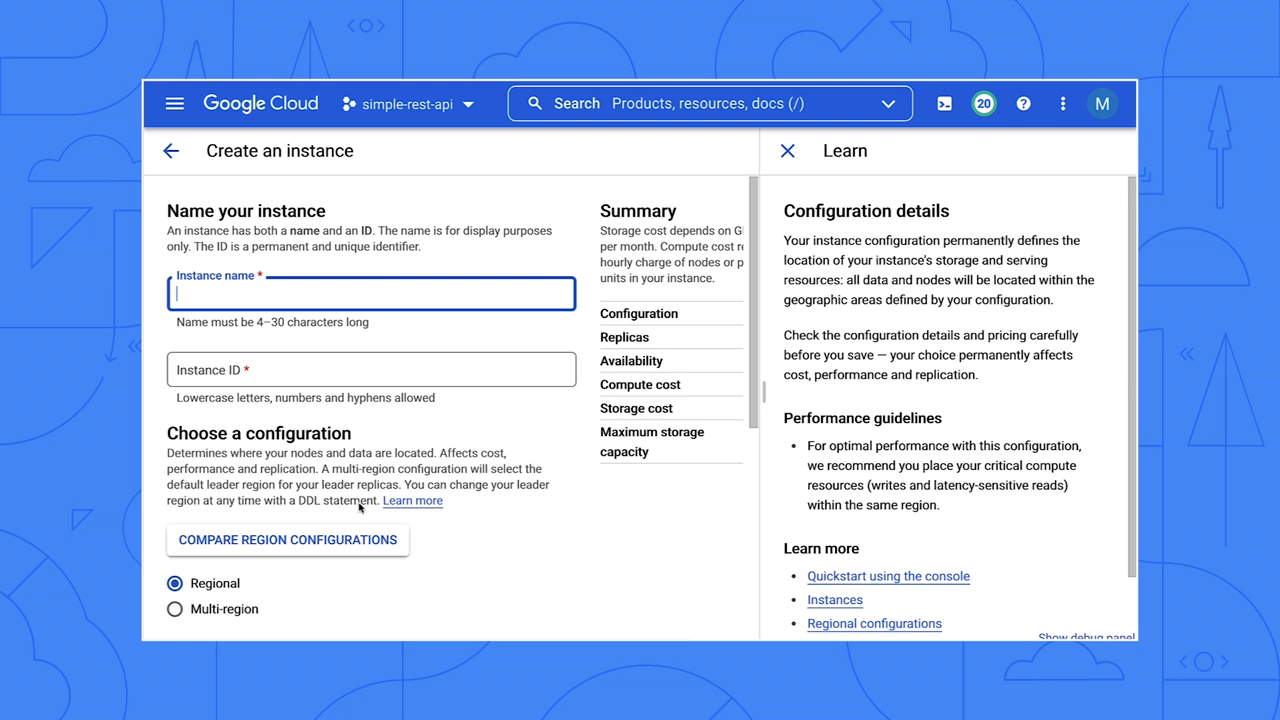 Google Cloud
simple-rest-api
Search Products, resources, docs (/)
20
M
Create an instance
Name your instance
An instance has both a name and an ID. The name is for display purposes
only. The ID is a permanent and unique identifier.
Instance name *
Name must be 4–30 characters long
Instance ID *
Lowercase letters, numbers and hyphens allowed
Choose a configuration
Determines where your nodes and data are located. Affects cost,
performance and replication. A multi-region configuration will select the
default leader region for your leader replicas. You can change your leader
region at any time with a DDL statement. Learn more
COMPARE REGION CONFIGURATIONS
Regional
Multi-region
Summary
Storage cost depends on
per month. Compute cost
hourly charge of nodes or
units in your instance.
Configuration
Replicas
Availability
Compute cost
Storage cost
Maximum storage
capacity
Learn
Configuration details
Your instance configuration permanently defines the
location of your instance's storage and serving
resources: all data and nodes will be located within the
geographic areas defined by your configuration.
Check the configuration details and pricing carefully
before you save — your choice permanently affects
cost, performance and replication.
Performance guidelines
• For optimal performance with this configuration,
we recommend you place your critical compute
resources (writes and latency-sensitive reads)
within the same region.
Learn more
• Quickstart using the console
• Instances
• Regional configurations
Show debug panel